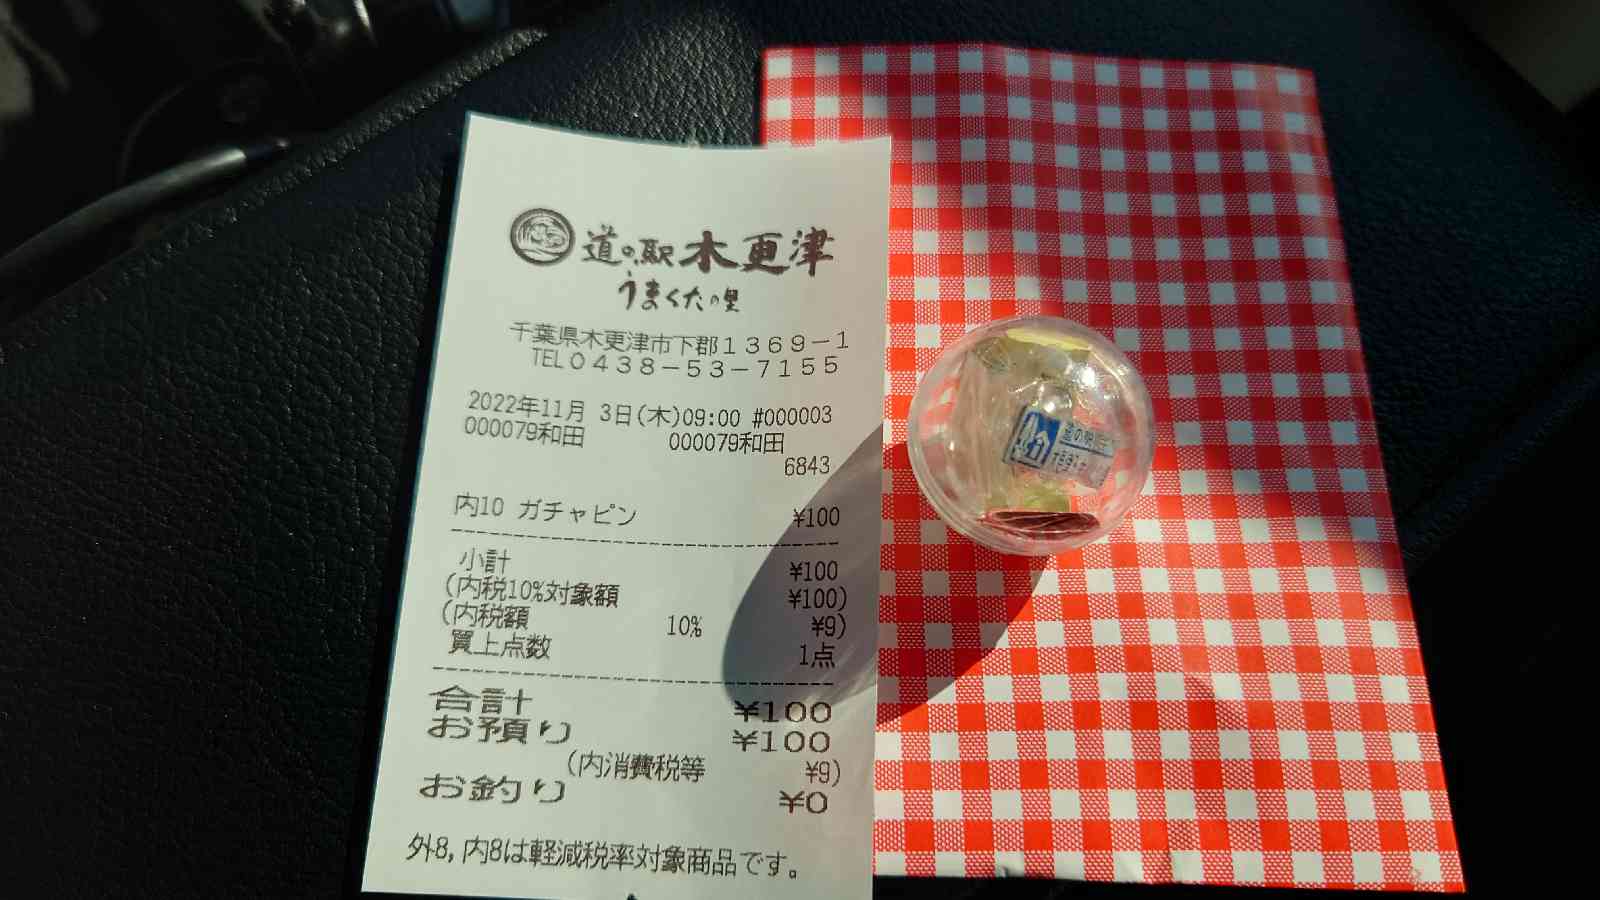 道の駅 木更津
うまくたの里
千葉県木更津市下郡1369-1
TEL0438-53-7155
2022年11月 3日(木)09:00 #000003
000079和田 000079和田
6843
内10 ガチャピン ¥100
小計 ¥100
(内税10%対象額 ¥100)
(内税額 10% ¥9)
買上点数 1点
合計 ¥100
お預り ¥100
(内消費税等 ¥9)
お釣り ¥0
外8,内8は軽減税率対象商品です。
道の駅